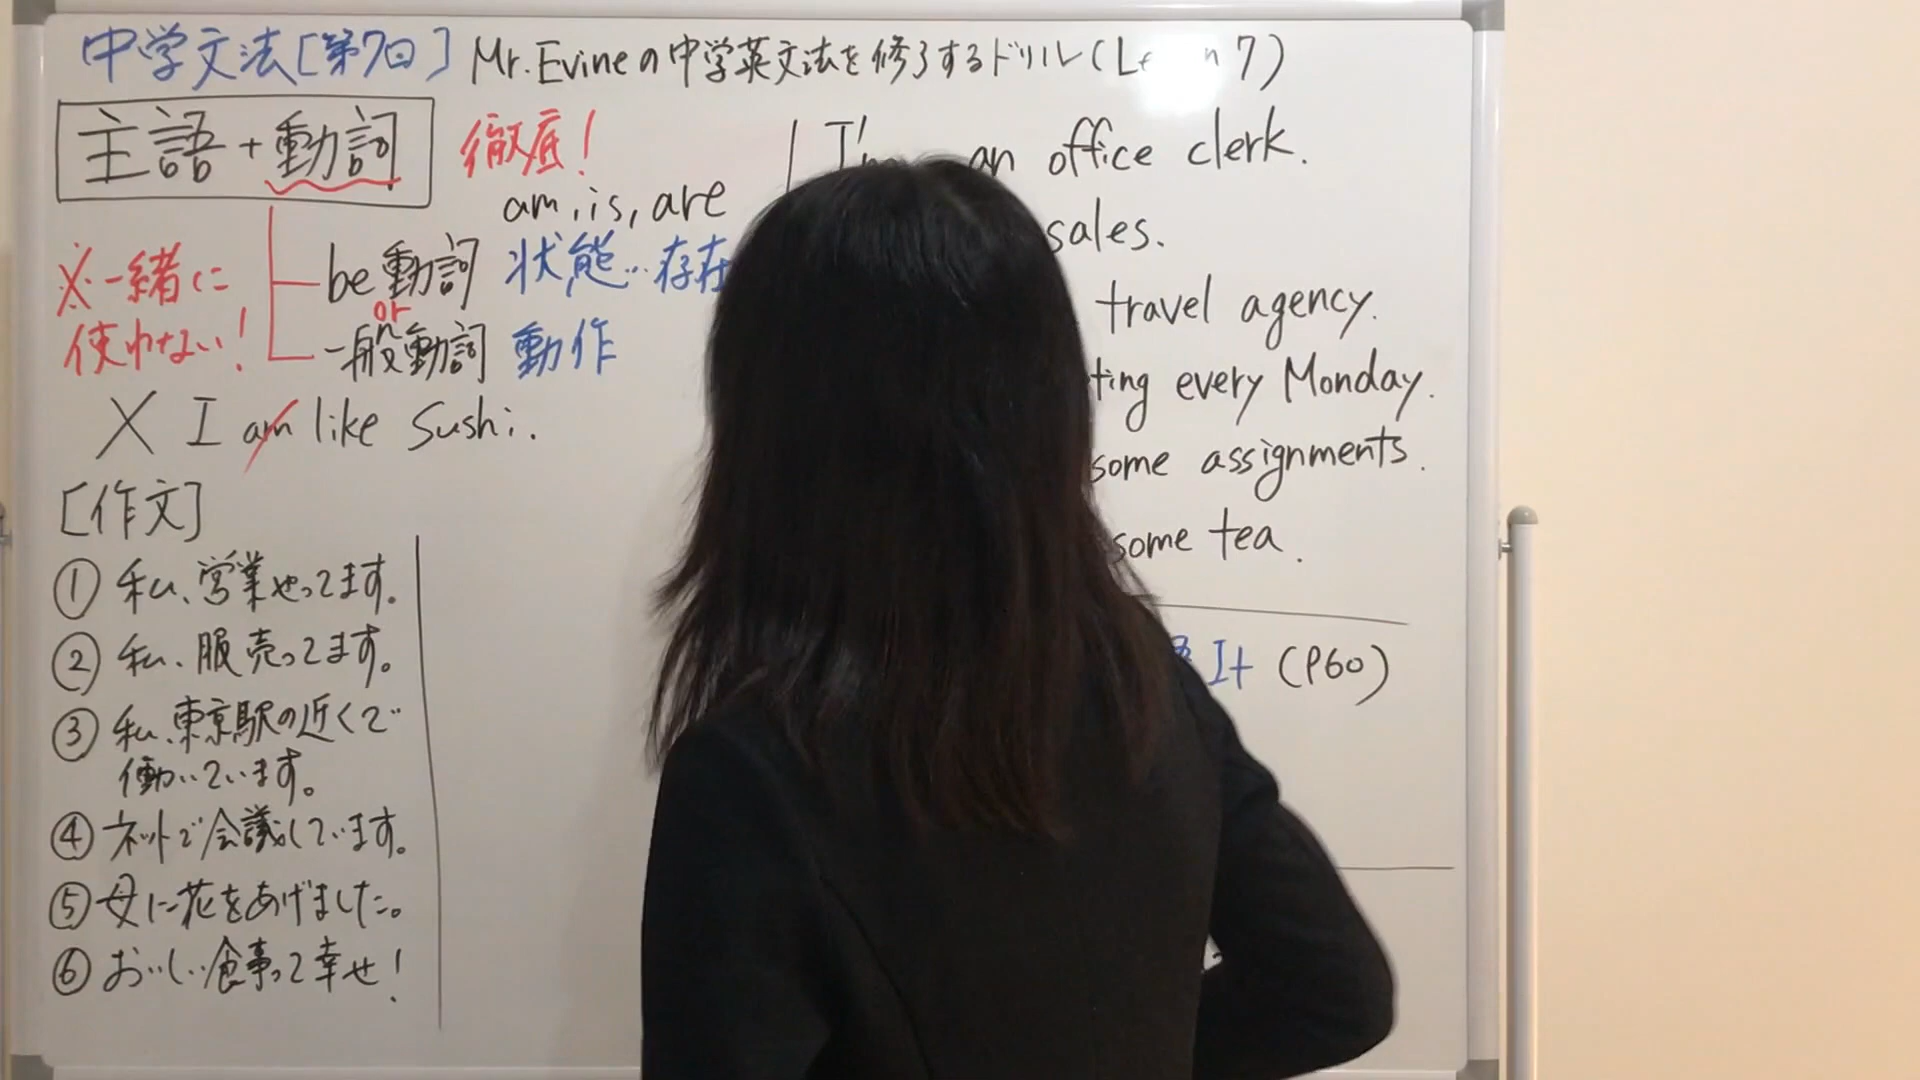 中学文法[第7回] Mr.Evineの中学英文法を修了するドリル(L n 7)
主語+動詞 徹底!
am, is, are
※一緒に使わない!
be動詞 状態…存在
or
一般動詞 動作
X I am like Sushi.
[作文]
① 私、営業やってます。
② 私、服売ってます。
③ 私、東京駅の近くで
働いています。
④ ネットで会議しています。
⑤ 母に花をあげました。
⑥ おいしい食事って幸せ!
I'm an office clerk.
sales.
travel agency.
every Monday.
some assignments.
some tea.
It (P60)